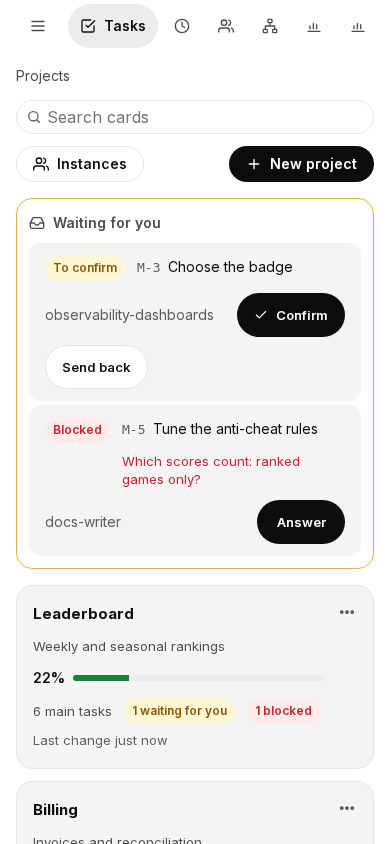 Tasks
Projects
Search cards
Instances
New project
Waiting for you
To confirm M-3 Choose the badge
observability-dashboards
Confirm
Send back
Blocked M-5 Tune the anti-cheat rules
Which scores count: ranked
games only?
docs-writer
Answer
Leaderboard
Weekly and seasonal rankings
22%
6 main tasks 1 waiting for you 1 blocked
Last change just now
Billing
Invoices and reconciliation